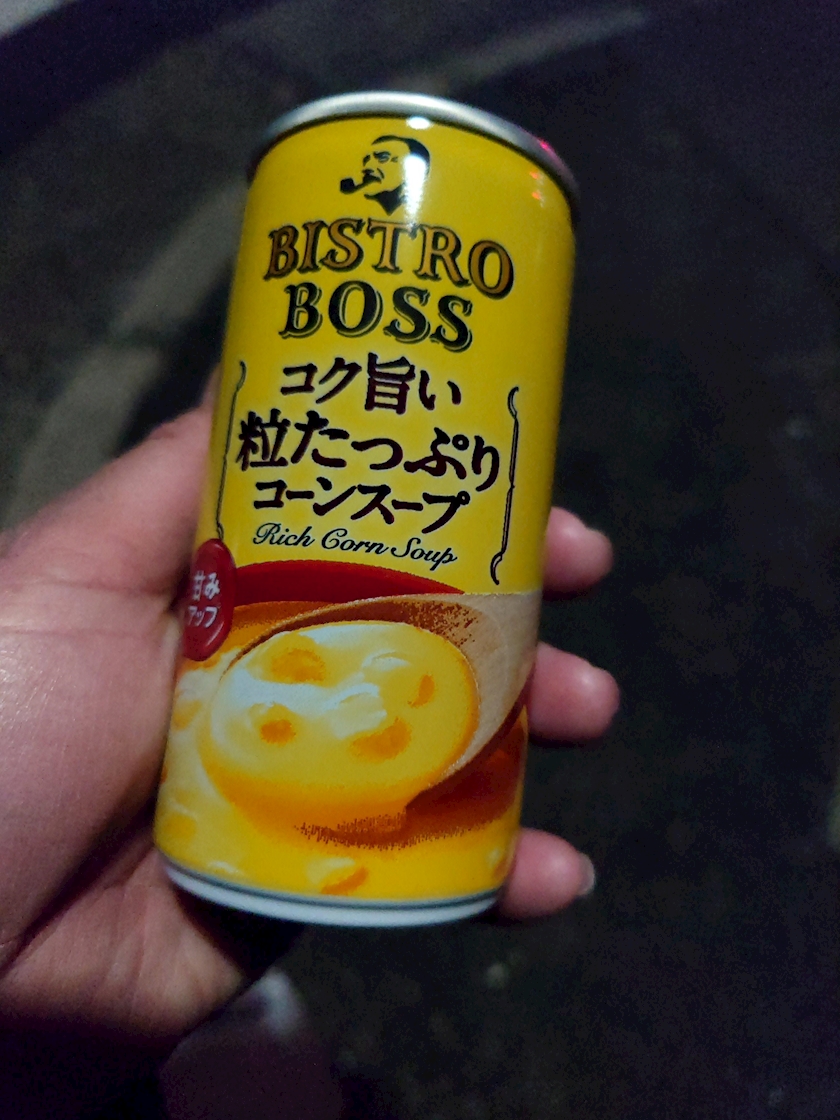 BISTRO
BOSS
コク旨い
粒たっぷり
コーンスープ
Rich Corn Soup
甘み
アップ